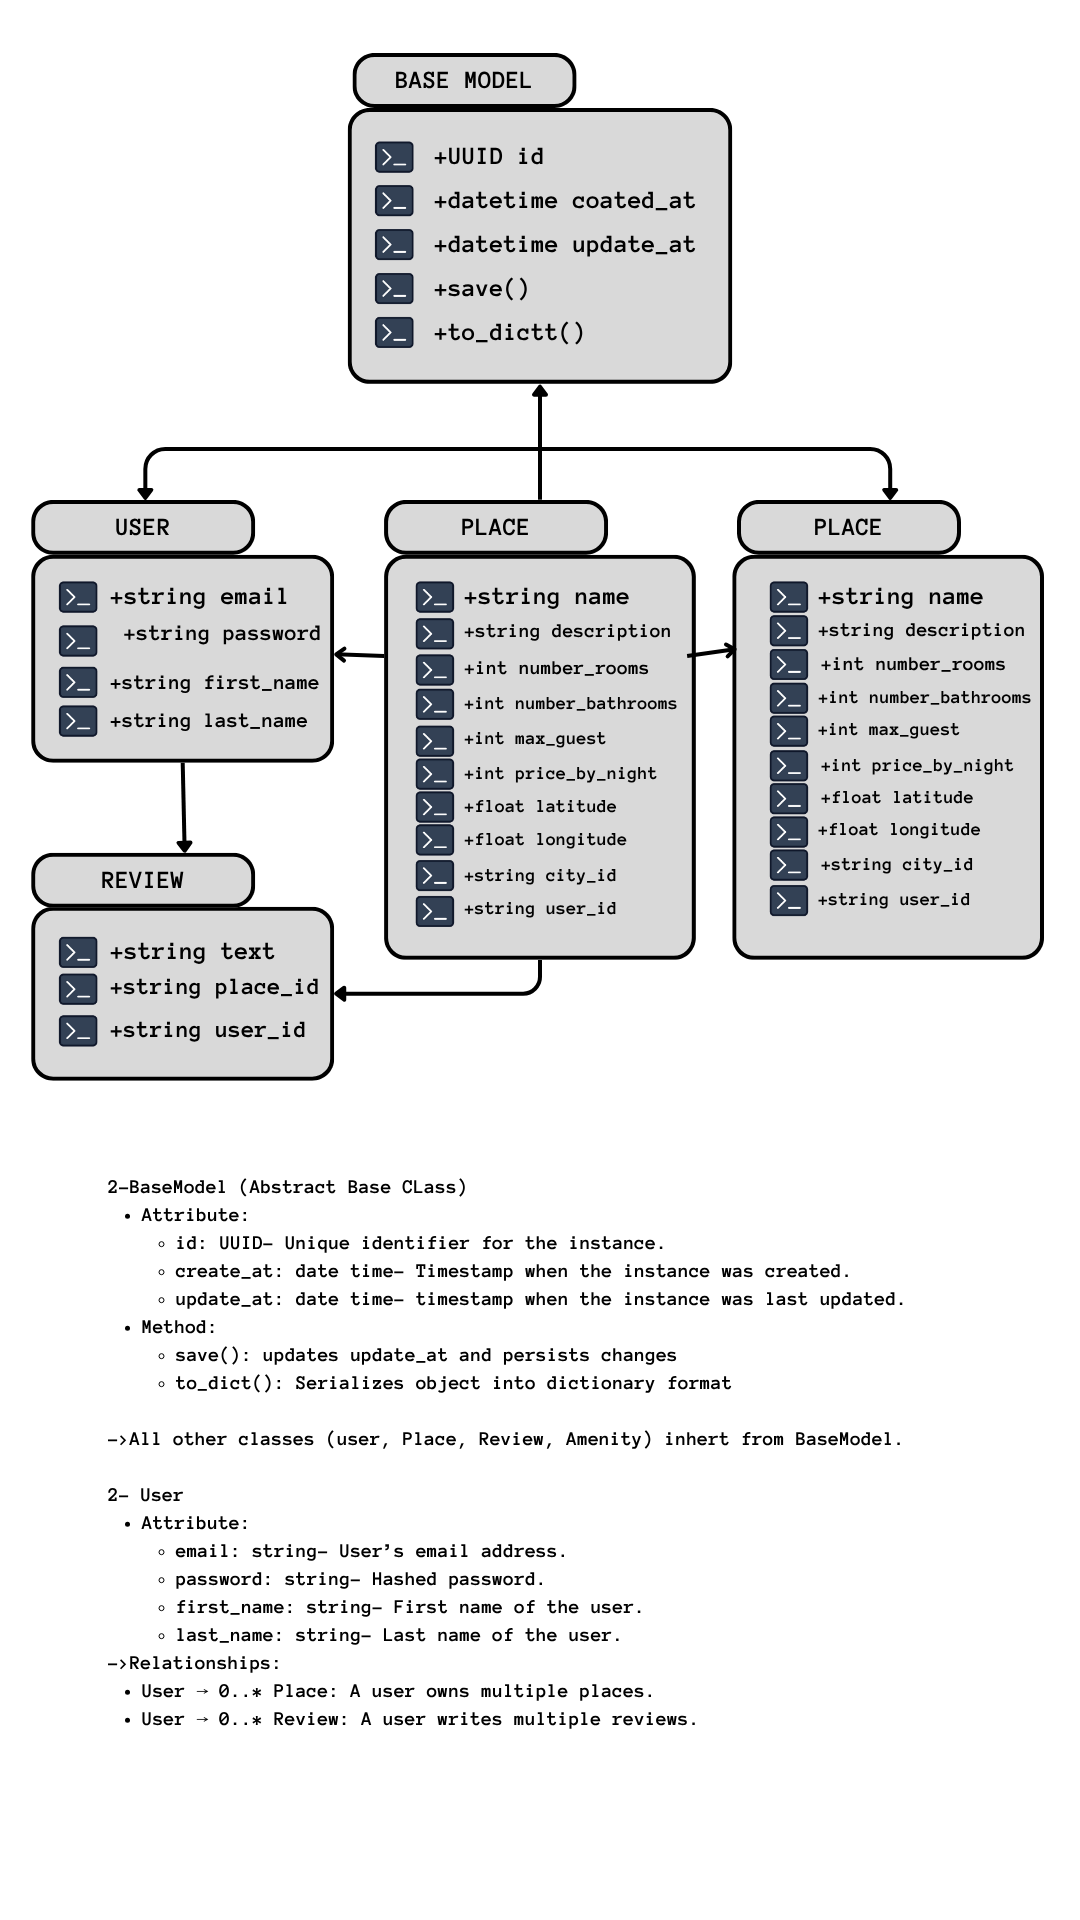 BASE MODEL
+UUID id
+datetime coated_at
+datetime update_at
+save()
+to_dictt()
USER
+string email
+string password
+string first_name
+string last_name
PLACE
+string name
+string description
+int number_rooms
+int number_bathrooms
+int max_guest
+int price_by_night
+float latitude
+float longitude
+string city_id
+string user_id
PLACE
+string name
+string description
+int number_rooms
+int number_bathrooms
+int max_guest
+int price_by_night
+float latitude
+float longitude
+string city_id
+string user_id
REVIEW
+string text
+string place_id
+string user_id
2-BaseModel (Abstract Base CLass)
• Attribute:
◦ id: UUID- Unique identifier for the instance.
◦ create_at: date time- Timestamp when the instance was created.
◦ update_at: date time- timestamp when the instance was last updated.
• Method:
◦ save(): updates update_at and persists changes
◦ to_dict(): Serializes object into dictionary format
->All other classes (user, Place, Review, Amenity) inhert from BaseModel.
2- User
• Attribute:
◦ email: string- User's email address.
◦ password: string- Hashed password.
◦ first_name: string- First name of the user.
◦ last_name: string- Last name of the user.
->Relationships:
• User → 0..* Place: A user owns multiple places.
• User → 0..* Review: A user writes multiple reviews.